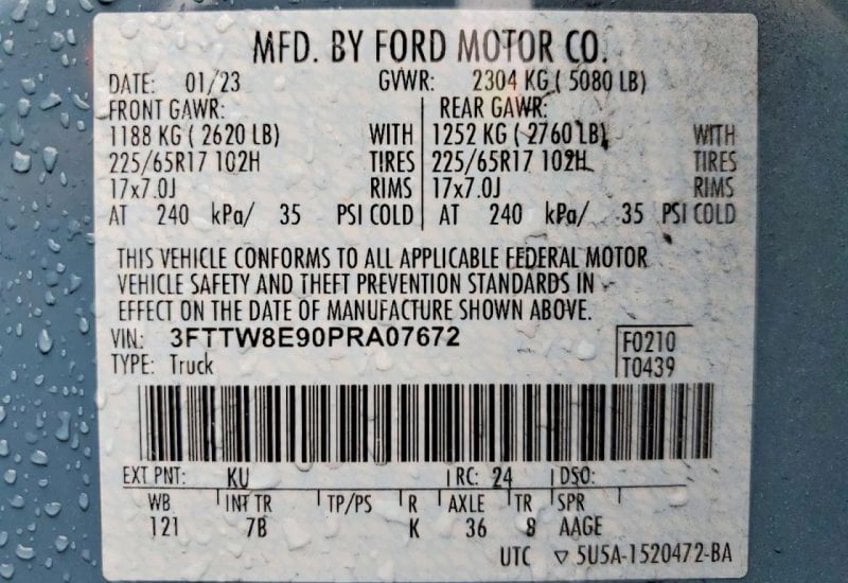 MFD. BY FORD MOTOR CO.
DATE: 01/23 GVWR: 2304 KG ( 5080 LB)
FRONT GAWR: REAR GAWR:
1188 KG ( 2620 LB) WITH 1252 KG ( 2760 LB) WITH
225/65R17 102H TIRES 225/65R17 102H TIRES
17x7.0J RIMS 17x7.0J RIMS
AT 240 kPa/ 35 PSI COLD AT 240 kPa/ 35 PSI COLD
THIS VEHICLE CONFORMS TO ALL APPLICABLE FEDERAL MOTOR
VEHICLE SAFETY AND THEFT PREVENTION STANDARDS IN
EFFECT ON THE DATE OF MANUFACTURE SHOWN ABOVE.
VIN: 3FTTW8E90PRA07672 F0210
TYPE: Truck T0439
EXT PNT: KU RC: 24 DSO:
WB INT TR TP/PS R AXLE TR SPR
121 7B K 36 8 AAGE
UTC ▽ 5U5A-1520472-BA